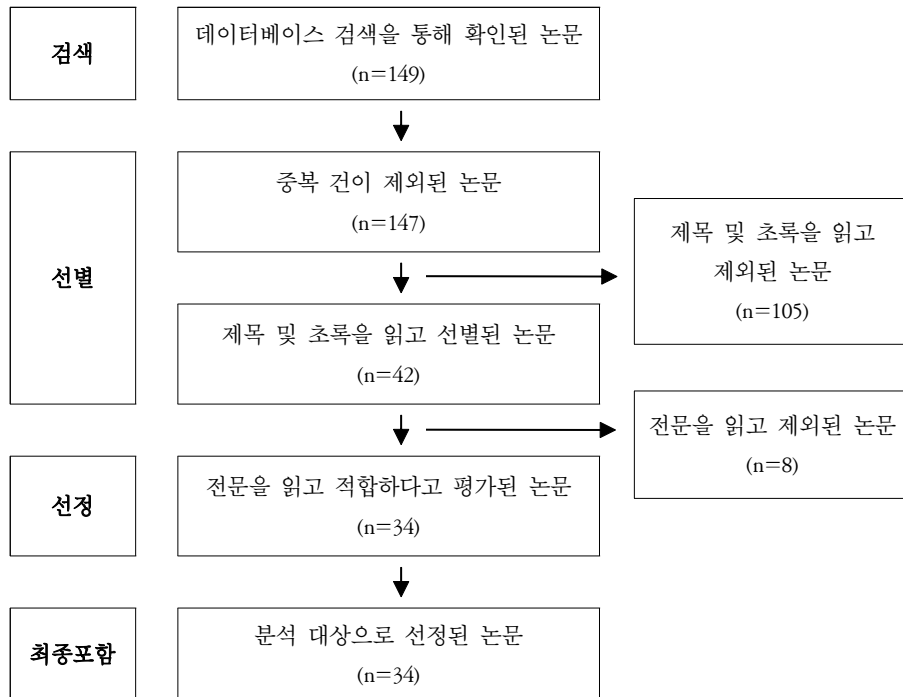 검색
데이터베이스 검색을 통해 확인된 논문
(n=149)
선별
중복 건이 제외된 논문
(n=147)
제목 및 초록을 읽고
제외된 논문
(n=105)
제목 및 초록을 읽고 선별된 논문
(n=42)
전문을 읽고 제외된 논문
(n=8)
선정
전문을 읽고 적합하다고 평가된 논문
(n=34)
최종포함
분석 대상으로 선정된 논문
(n=34)